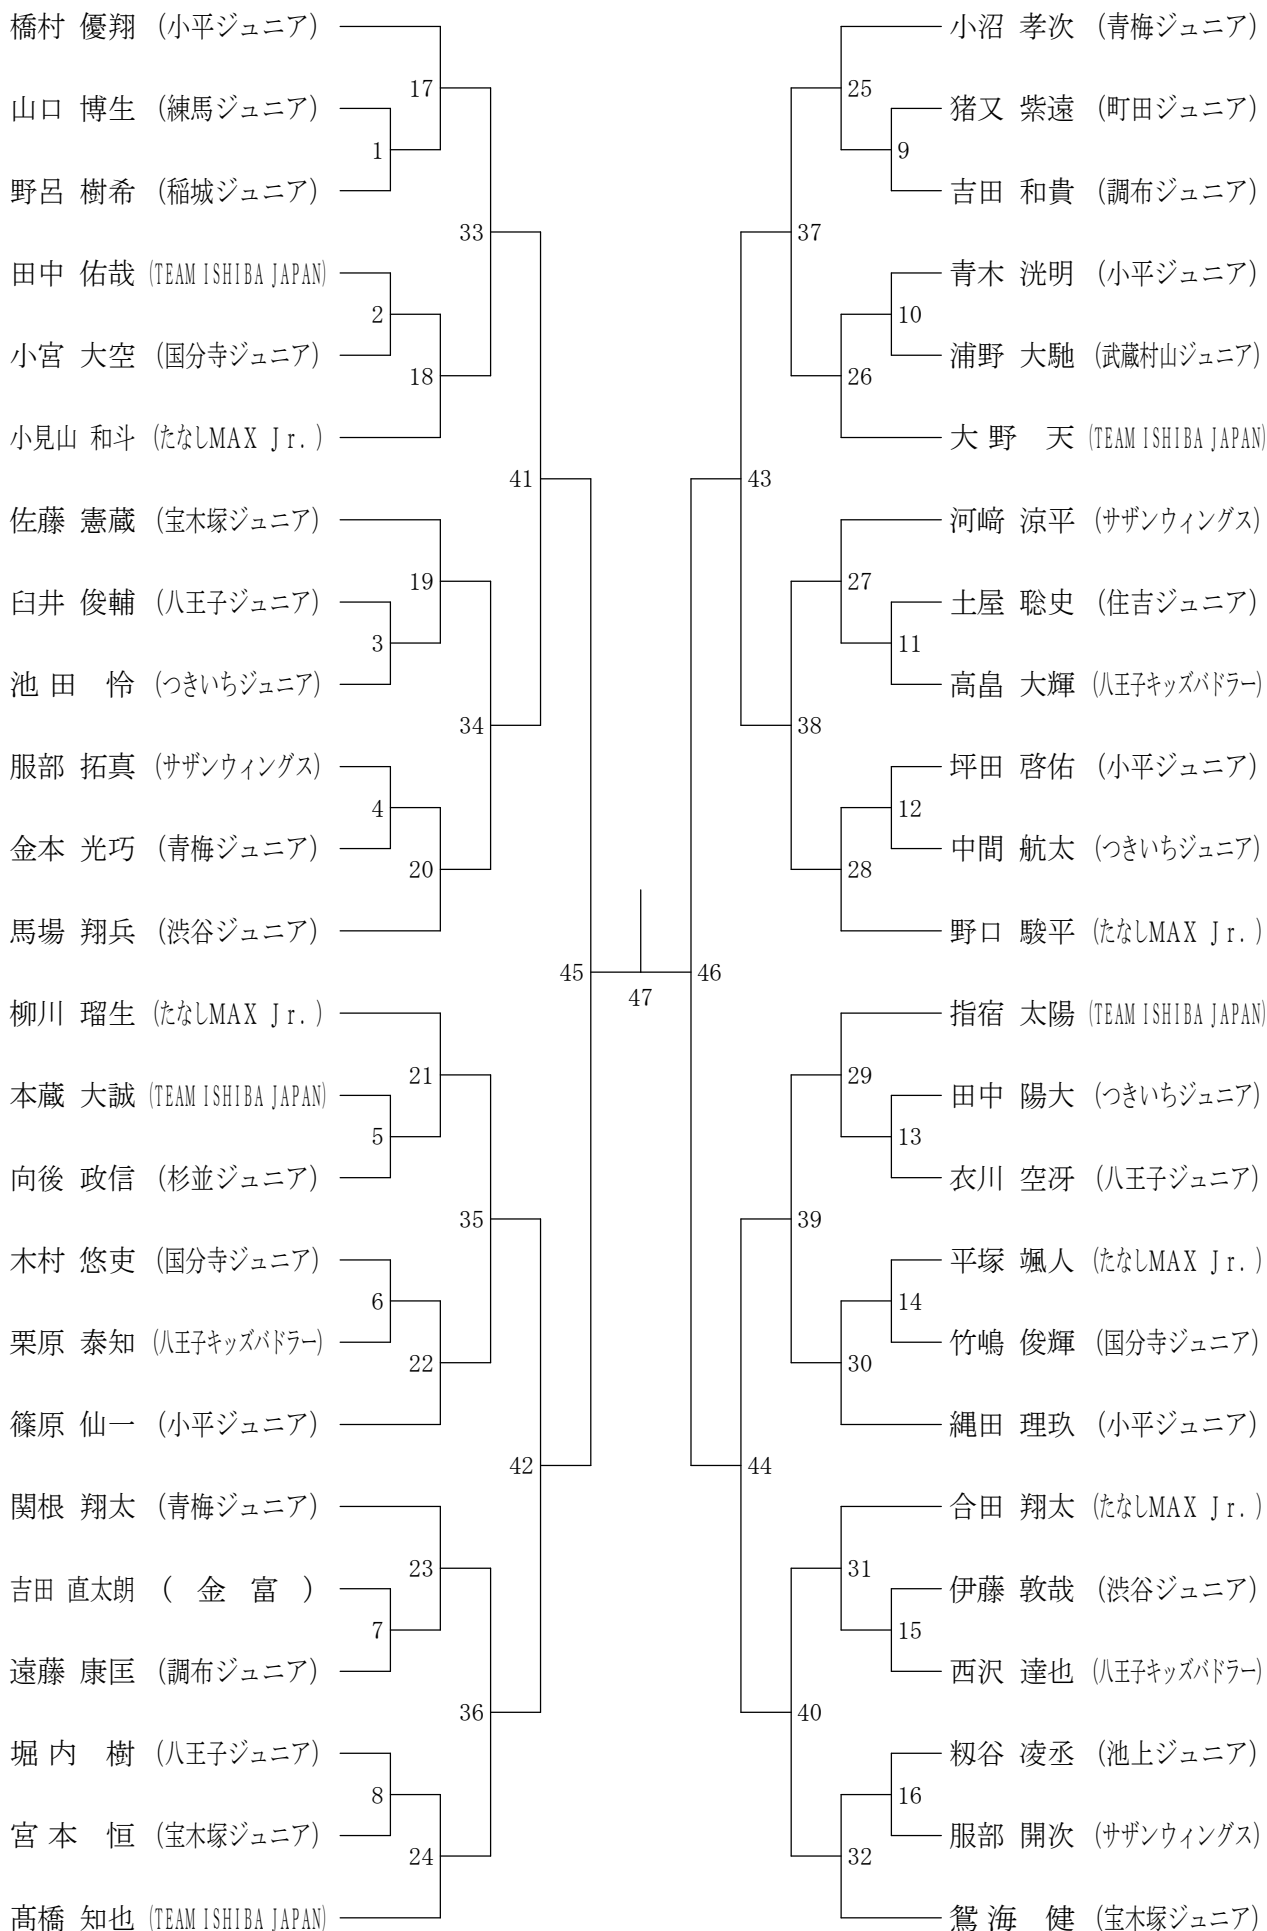 橋村 優翔 (小平ジュニア)
17
山口 博生 (練馬ジュニア)
1
野呂 樹希 (稲城ジュニア)
33
田中 佑哉 (TEAM ISHIBA JAPAN)
2
小宮 大空 (国分寺ジュニア)
18
小見山 和斗 (たなしMAX Jr.)
41
佐藤 憲蔵 (宝木塚ジュニア)
19
臼井 俊輔 (八王子ジュニア)
3
池田 怜 (つきいちジュニア)
34
服部 拓真 (サザンウィングス)
4
金本 光巧 (青梅ジュニア)
20
馬場 翔兵 (渋谷ジュニア)
45
柳川 瑠生 (たなしMAX Jr.)
21
本蔵 大誠 (TEAM ISHIBA JAPAN)
5
向後 政信 (杉並ジュニア)
35
木村 悠吏 (国分寺ジュニア)
6
栗原 泰知 (八王子キッズバドラー)
22
篠原 仙一 (小平ジュニア)
42
関根 翔太 (青梅ジュニア)
23
吉田 直太朗 (金富)
7
遠藤 康匡 (調布ジュニア)
36
堀内 樹 (八王子ジュニア)
8
宮本 恒 (宝木塚ジュニア)
24
髙橋 知也 (TEAM ISHIBA JAPAN)
47
小沼 孝次 (青梅ジュニア)
25
猪又 紫遠 (町田ジュニア)
9
吉田 和貴 (調布ジュニア)
37
青木 洸明 (小平ジュニア)
10
浦野 大馳 (武蔵村山ジュニア)
26
大野 天 (TEAM ISHIBA JAPAN)
43
河﨑 涼平 (サザンウィングス)
27
土屋 聡史 (住吉ジュニア)
11
高畠 大輝 (八王子キッズバドラー)
38
坪田 啓佑 (小平ジュニア)
12
中間 航太 (つきいちジュニア)
28
野口 駿平 (たなしMAX Jr.)
46
指宿 太陽 (TEAM ISHIBA JAPAN)
29
田中 陽大 (つきいちジュニア)
13
衣川 空冴 (八王子ジュニア)
39
平塚 颯人 (たなしMAX Jr.)
14
竹嶋 俊輝 (国分寺ジュニア)
30
縄田 理玖 (小平ジュニア)
44
合田 翔太 (たなしMAX Jr.)
31
伊藤 敦哉 (渋谷ジュニア)
15
西沢 達也 (八王子キッズバドラー)
40
籾谷 凌丞 (池上ジュニア)
16
服部 開次 (サザンウィングス)
32
鴛海 健 (宝木塚ジュニア)